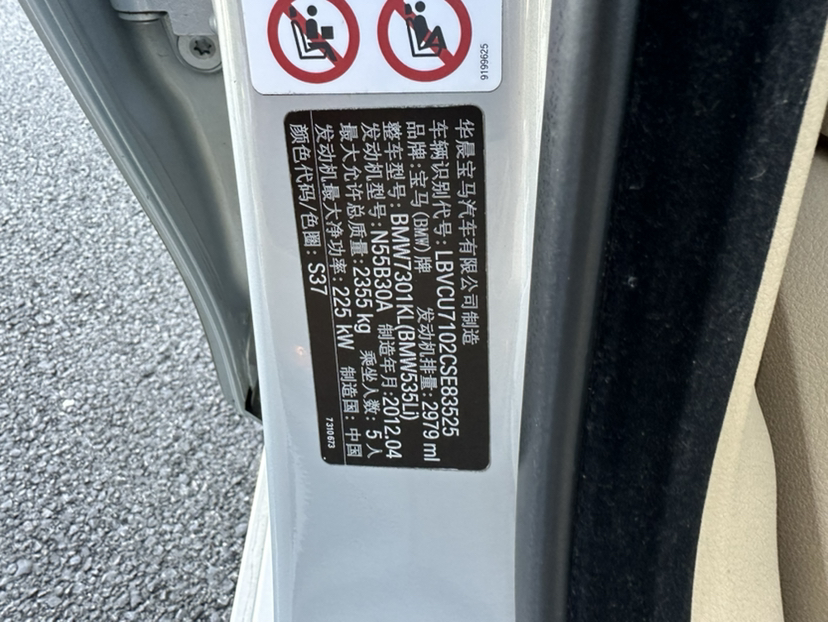 9199625
华晨宝马汽车有限公司制造
车辆识别代号: LBVCU7102CSE83525
品牌: 宝马(BMW)牌 发动机排量: 2979 ml
整车型号: BMW7301KL(BMW535Li)
发动机型号: N55B30A 制造年月: 2012.04
最大允许总质量: 2355 kg 乘坐人数: 5 人
发动机最大净功率: 225 kW 制造国: 中国
颜色代码/色圈: S37
7310673